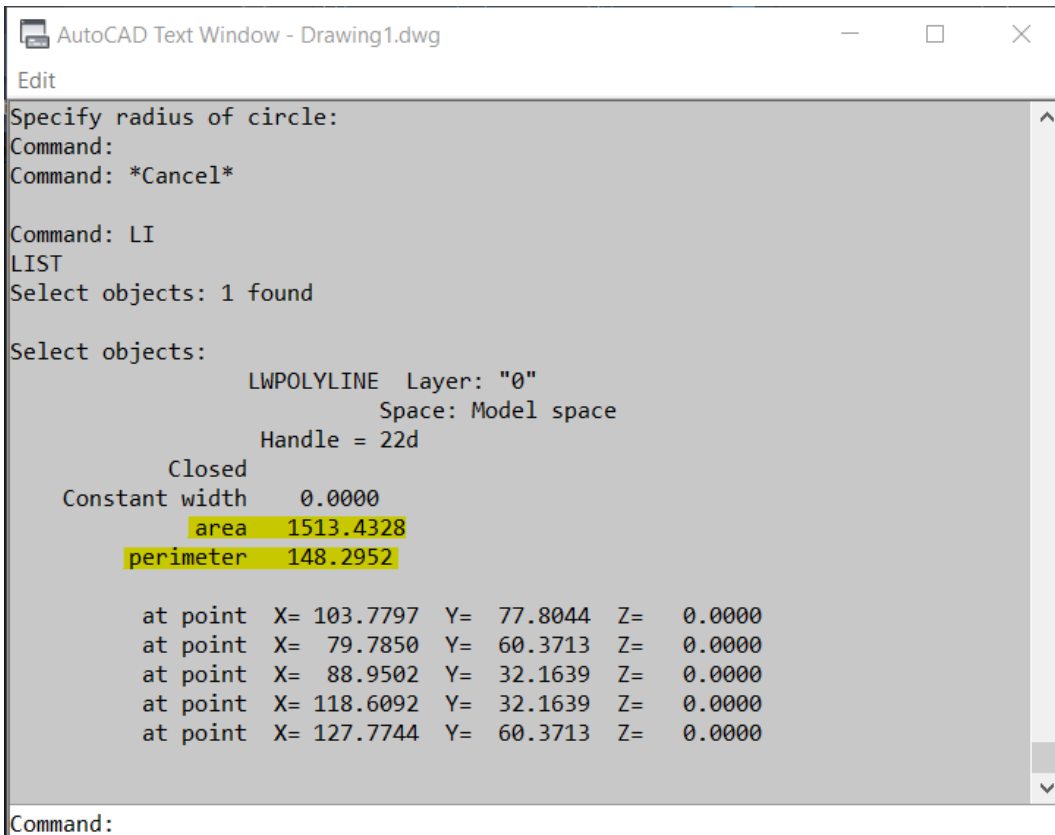 AutoCAD Text Window - Drawing1.dwg
Edit
Specify radius of circle:
Command:
Command: *Cancel*
Command: LI
LIST
Select objects: 1 found
Select objects:
LWPOLYLINE  Layer: "0"
Space: Model space
Handle = 22d
Closed
Constant width    0.0000
area   1513.4328
perimeter   148.2952
at point  X= 103.7797  Y=  77.8044  Z=   0.0000
at point  X=  79.7850  Y=  60.3713  Z=   0.0000
at point  X=  88.9502  Y=  32.1639  Z=   0.0000
at point  X= 118.6092  Y=  32.1639  Z=   0.0000
at point  X= 127.7744  Y=  60.3713  Z=   0.0000
Command: